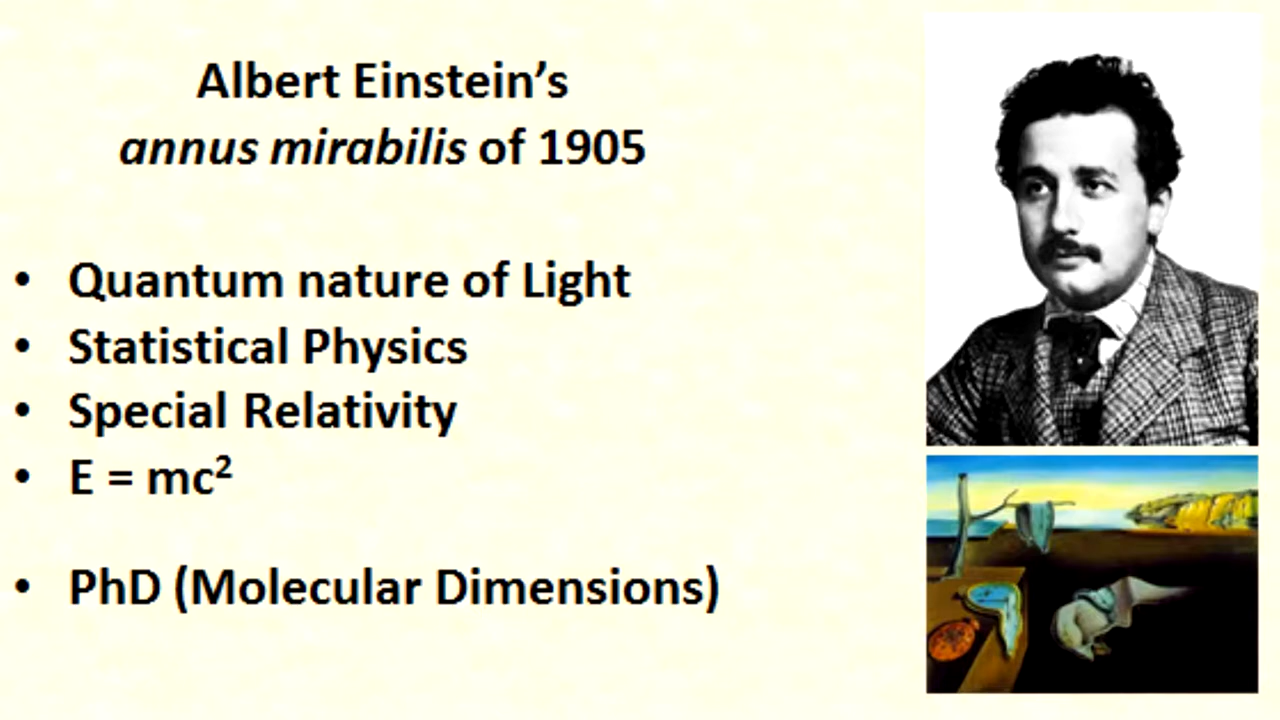 Albert Einstein’s
annus mirabilis of 1905
• Quantum nature of Light
• Statistical Physics
• Special Relativity
• E = mc²
• PhD (Molecular Dimensions)